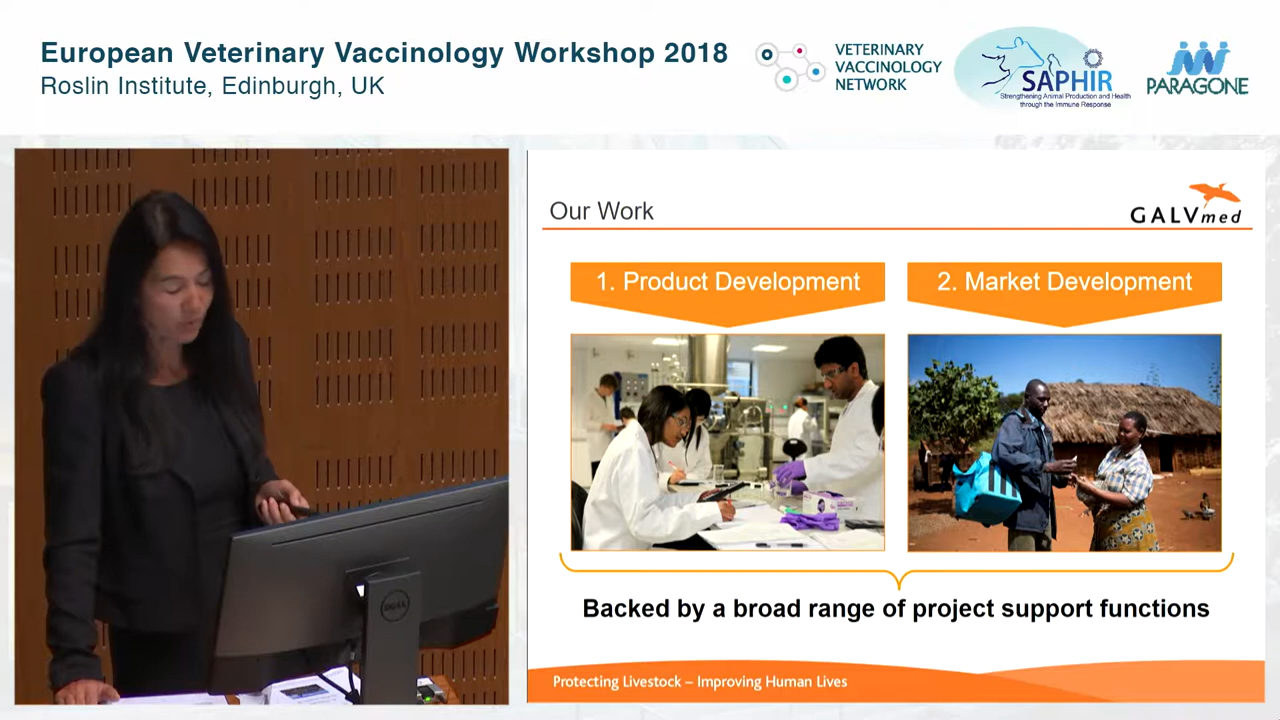 European Veterinary Vaccinology Workshop 2018
Roslin Institute, Edinburgh, UK
VETERINARY
VACCINOLOGY
NETWORK
SAPHIR
Strengthening Animal Production and Health
through the Immune Response
PARAGONE
Our Work
GALVmed
1. Product Development
2. Market Development
Backed by a broad range of project support functions
Protecting Livestock – Improving Human Lives
DELL